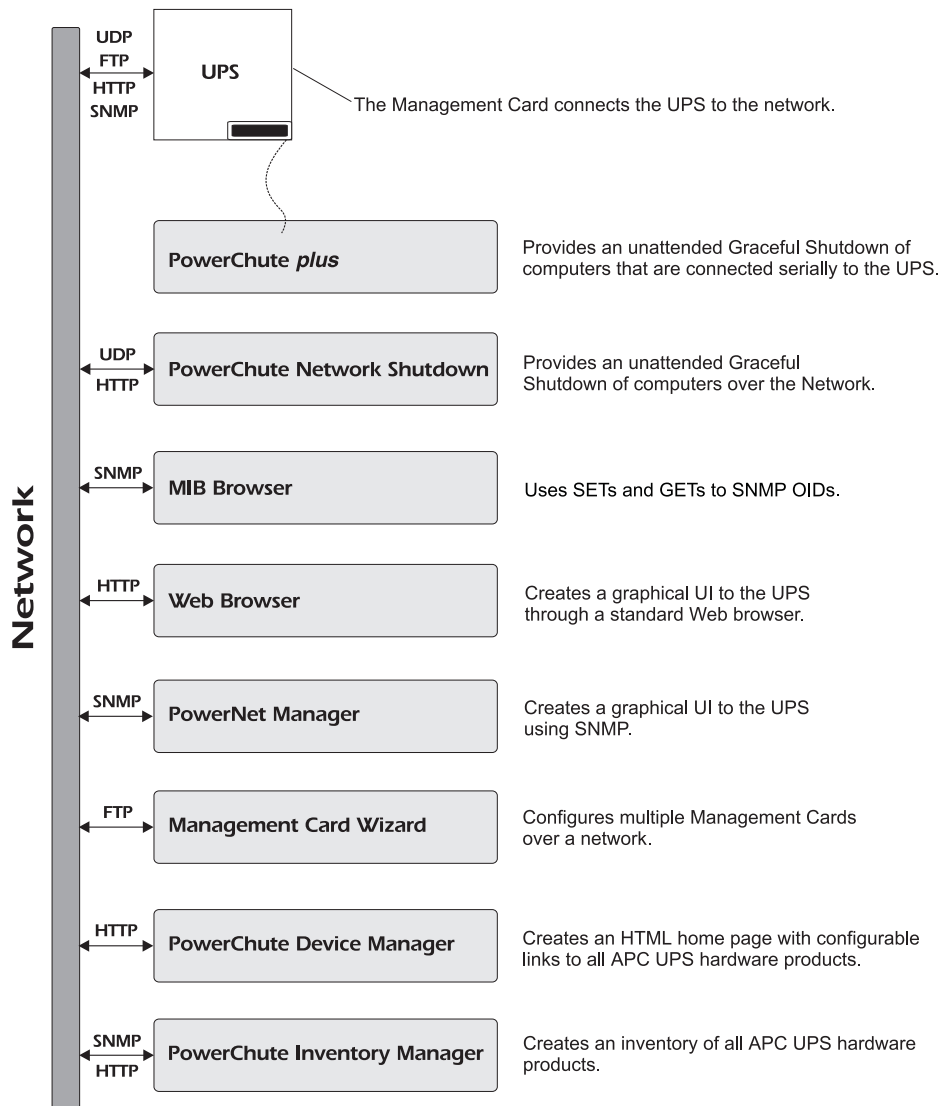 UDP
FTP
HTTP
SNMP
UPS
The Management Card connects the UPS to the network.
PowerChute plus
Provides an unattended Graceful Shutdown of
computers that are connected serially to the UPS.
UDP
HTTP
PowerChute Network Shutdown
Provides an unattended Graceful
Shutdown of computers over the Network.
Network
SNMP
MIB Browser
Uses SETs and GETs to SNMP OIDs.
HTTP
Web Browser
Creates a graphical UI to the UPS
through a standard Web browser.
SNMP
PowerNet Manager
Creates a graphical UI to the UPS
using SNMP.
FTP
Management Card Wizard
Configures multiple Management Cards
over a network.
HTTP
PowerChute Device Manager
Creates an HTML home page with configurable
links to all APC UPS hardware products.
SNMP
HTTP
PowerChute Inventory Manager
Creates an inventory of all APC UPS hardware
products.